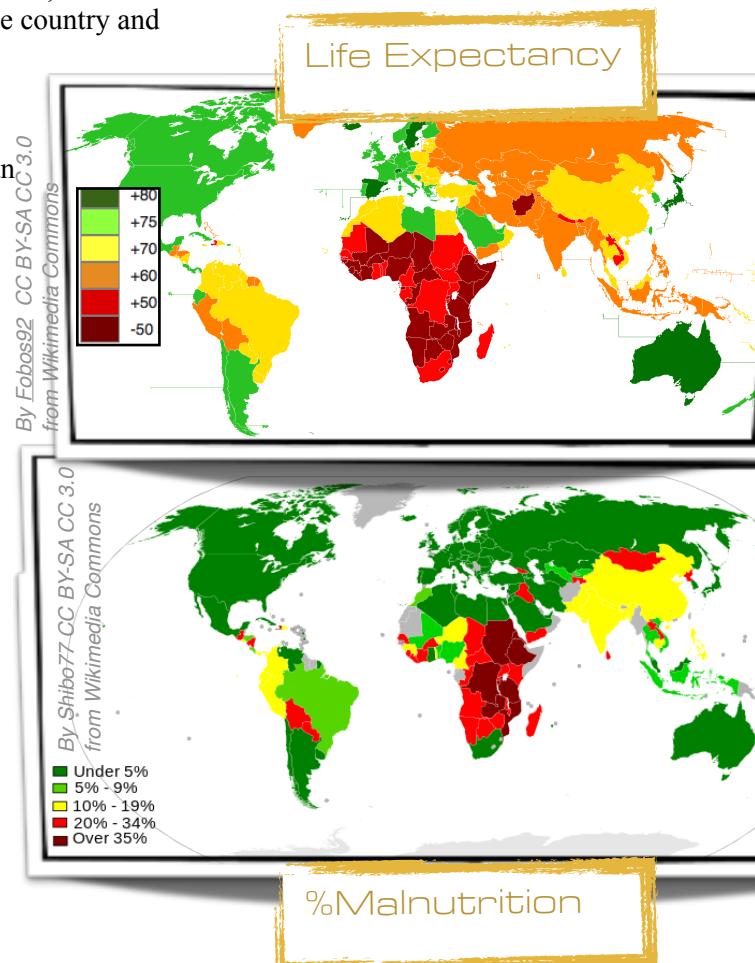 e country and
Life Expectancy
an
By Fobos92 CC BY-SA CC 3.0
from Wikimedia Commons
+80
+75
+70
+60
+50
-50
By Shibo77 CC BY-SA CC 3.0
from Wikimedia Commons
Under 5%
5% - 9%
10% - 19%
20% - 34%
Over 35%
%Malnutrition